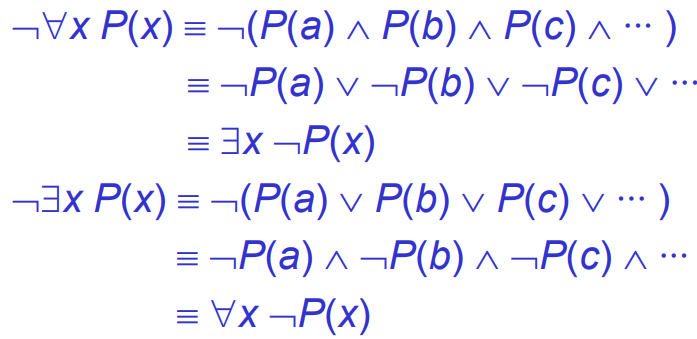 ¬∀x P(x) ≡ ¬(P(a) ∧ P(b) ∧ P(c) ∧ ⋯ )
≡ ¬P(a) ∨ ¬P(b) ∨ ¬P(c) ∨ ⋯
≡ ∃x ¬P(x)
¬∃x P(x) ≡ ¬(P(a) ∨ P(b) ∨ P(c) ∨ ⋯ )
≡ ¬P(a) ∧ ¬P(b) ∧ ¬P(c) ∧ ⋯
≡ ∀x ¬P(x)